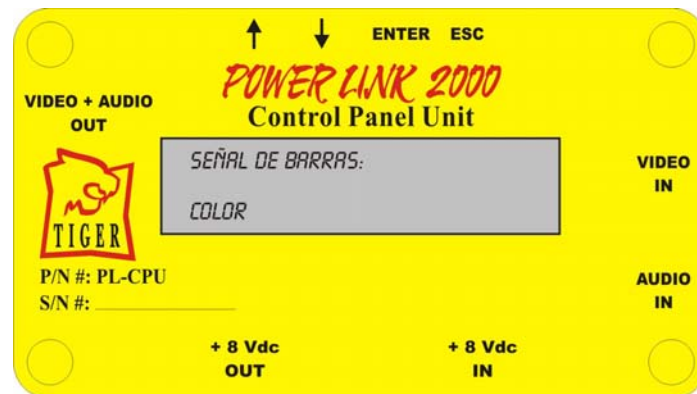 ↑ ↓ ENTER ESC
POWER LINK 2000
Control Panel Unit
VIDEO + AUDIO
OUT
SEÑAL DE BARRAS:
COLOR
VIDEO
IN
TIGER
P/N #: PL-CPU
S/N #:
AUDIO
IN
+ 8 Vdc
OUT
+ 8 Vdc
IN